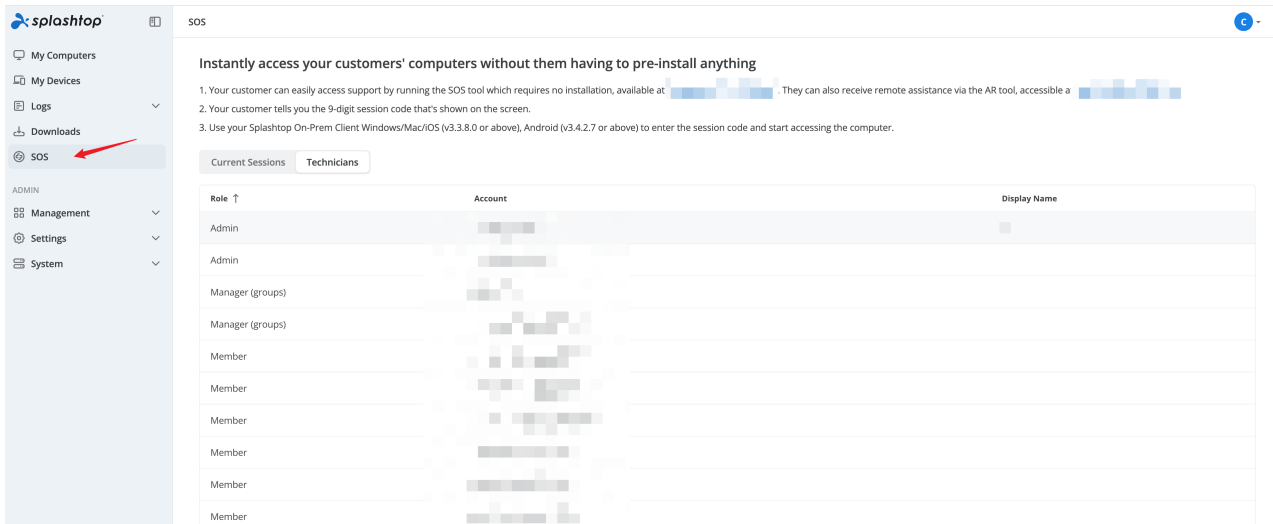 splashtop
SOS
C
My Computers
My Devices
Logs
Downloads
SOS
ADMIN
Management
Settings
System
Instantly access your customers' computers without them having to pre-install anything
1. Your customer can easily access support by running the SOS tool which requires no installation, available at . They can also receive remote assistance via the AR tool, accessible a
2. Your customer tells you the 9-digit session code that's shown on the screen.
3. Use your Splashtop On-Prem Client Windows/Mac/iOS (v3.3.8.0 or above), Android (v3.4.2.7 or above) to enter the session code and start accessing the computer.
Current Sessions Technicians
Role ↑ Account Display Name
Admin
Admin
Manager (groups)
Manager (groups)
Member
Member
Member
Member
Member
Member